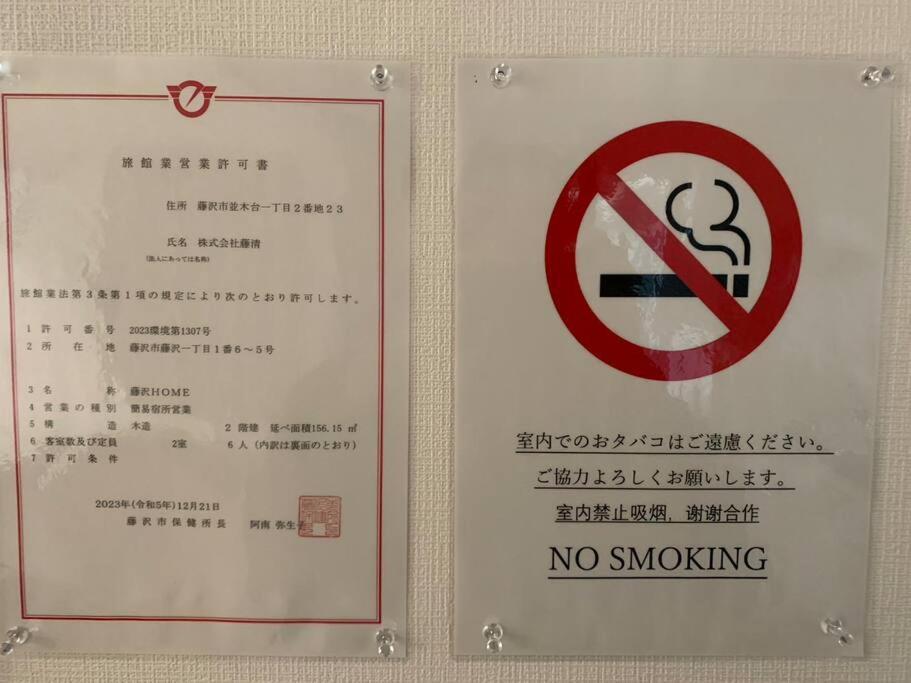 旅館業営業許可書
住所 藤沢市並木台一丁目2番地23
氏名 株式会社藤清
(法人にあっては名称)
旅館業法第3条第1項の規定により次のとおり許可します。
1 許可番号 2023環境第1307号
2 所在地 藤沢市藤沢一丁目1番6~5号
3 名称 藤沢HOME
4 営業の種別 簡易宿所営業
5 構造 木造 2階建 延べ面積156.15㎡
6 客室数及び定員 2室 6人(内訳は裏面のとおり)
7 許可条件
2023年(令和5年)12月21日
藤沢市保健所長 阿南 弥生子
室内でのおタバコはご遠慮ください。
ご協力よろしくお願いします。
室内禁止吸烟，谢谢合作
NO SMOKING